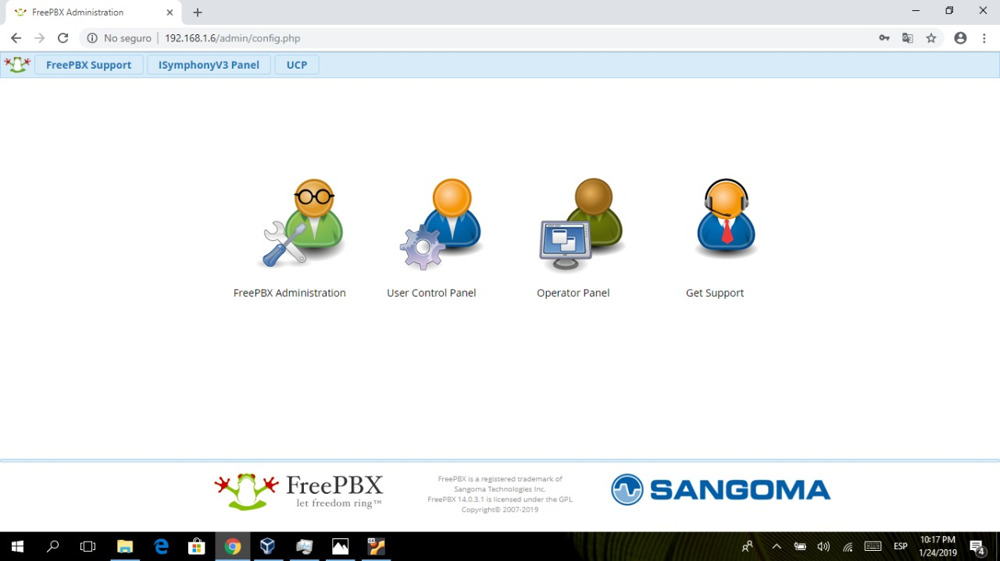 FreePBX Administration
No seguro
192.168.1.6/admin/config.php
FreePBX Support
ISymphonyV3 Panel
UCP
FreePBX Administration
User Control Panel
Operator Panel
Get Support
FreePBX
let freedom ring™
FreePBX is a registered trademark of
Sangoma Technologies Inc.
FreePBX 14.0.3.1 is licensed under the GPL
Copyright© 2007-2019
SANGOMA
ESP
10:17 PM
1/24/2019
4